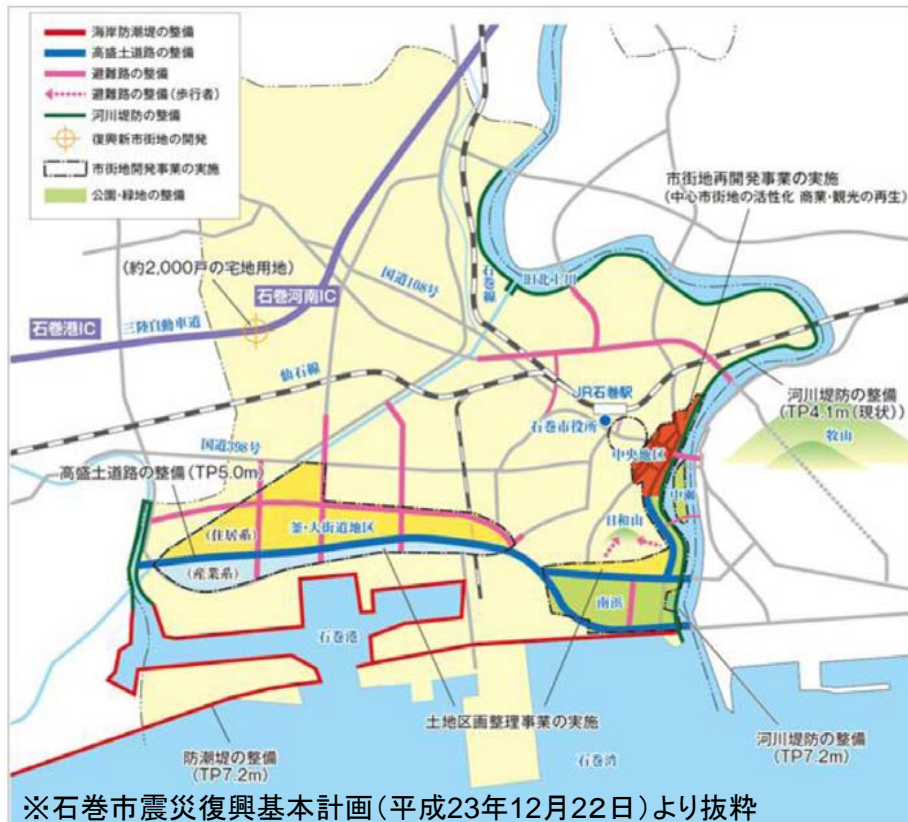 海岸防潮堤の整備
高盛土道路の整備
避難路の整備
避難路の整備(歩行者)
河川堤防の整備
復興新市街地の開発
市街地開発事業の実施
公園・緑地の整備
市街地再開発事業の実施
(中心市街地の活性化 商業・観光の再生)
(約2,000戸の宅地用地)
石巻河南IC
石巻港IC
三陸自動車道
国道108号
石巻線
旧北上川
仙石線
JR石巻駅
石巻市役所
河川堤防の整備
(TP4.1m(現状))
牧山
国道398号
中央地区
高盛土道路の整備(TP5.0m)
中瀬
釜・大街道地区
日和山
(住居系)
(産業系)
南浜
石巻港
土地区画整理事業の実施
防潮堤の整備
(TP7.2m)
石巻湾
河川堤防の整備
(TP7.2m)
※石巻市震災復興基本計画(平成23年12月22日)より抜粋